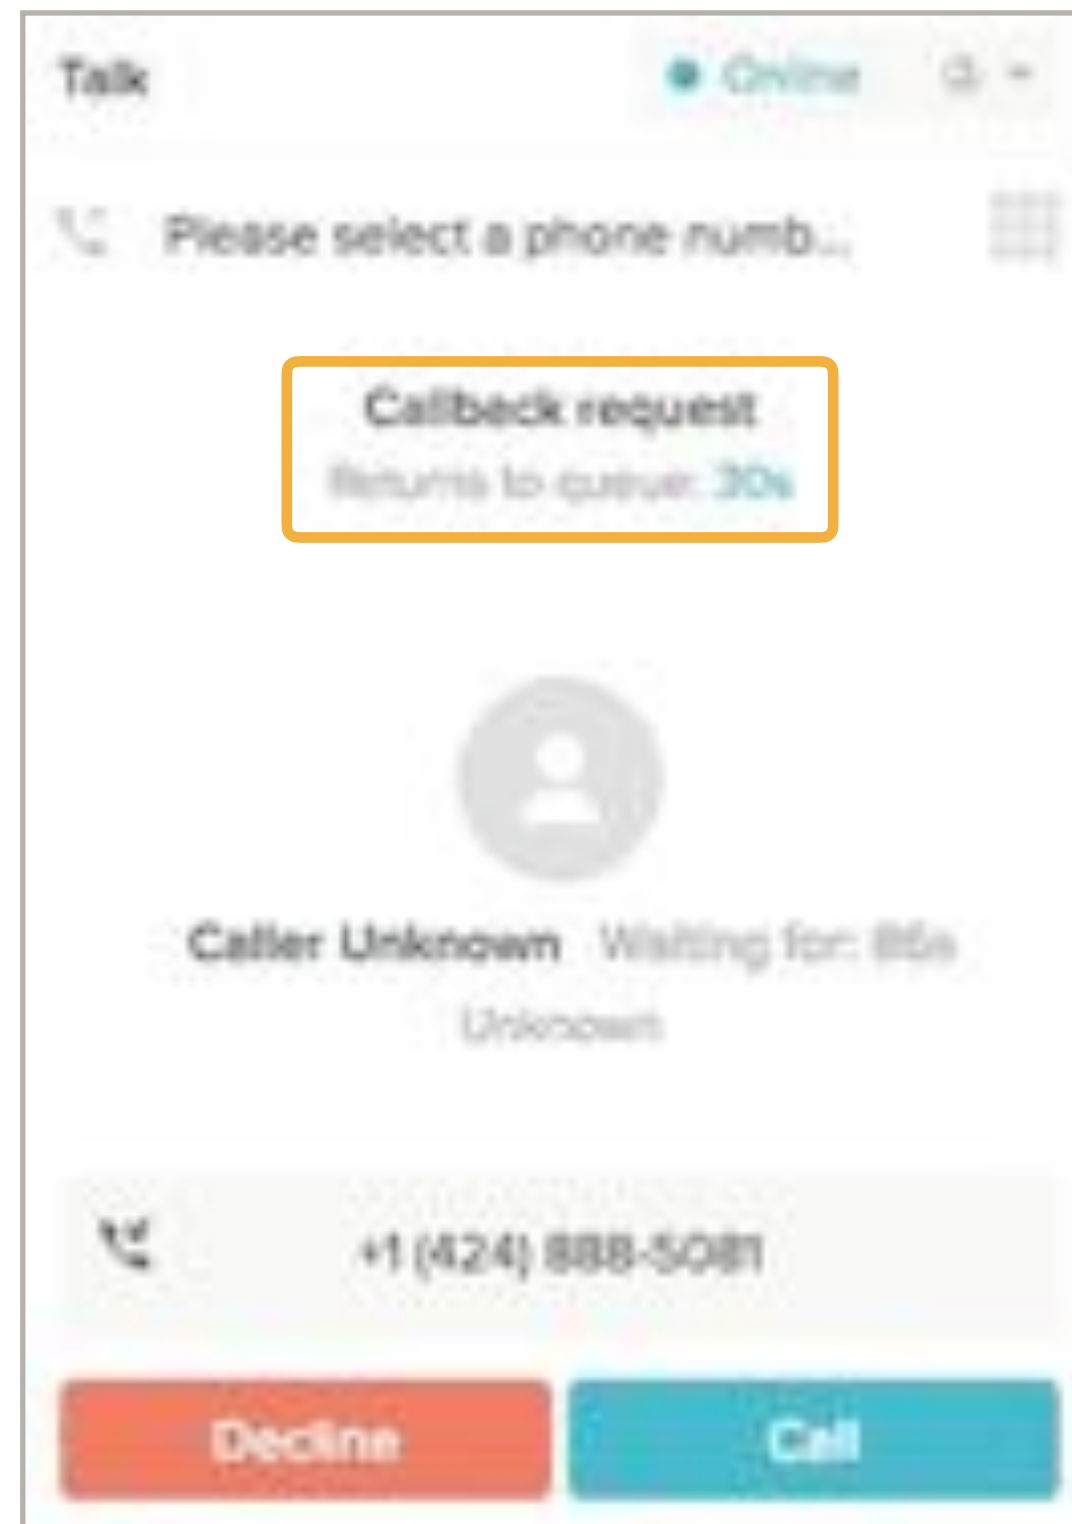 Talk
Online
Please select a phone numb...
Callback request
Returns to queue: 30s
Caller Unknown Waiting for: 86s
Unknown
+1 (424) 888-5081
Decline
Call